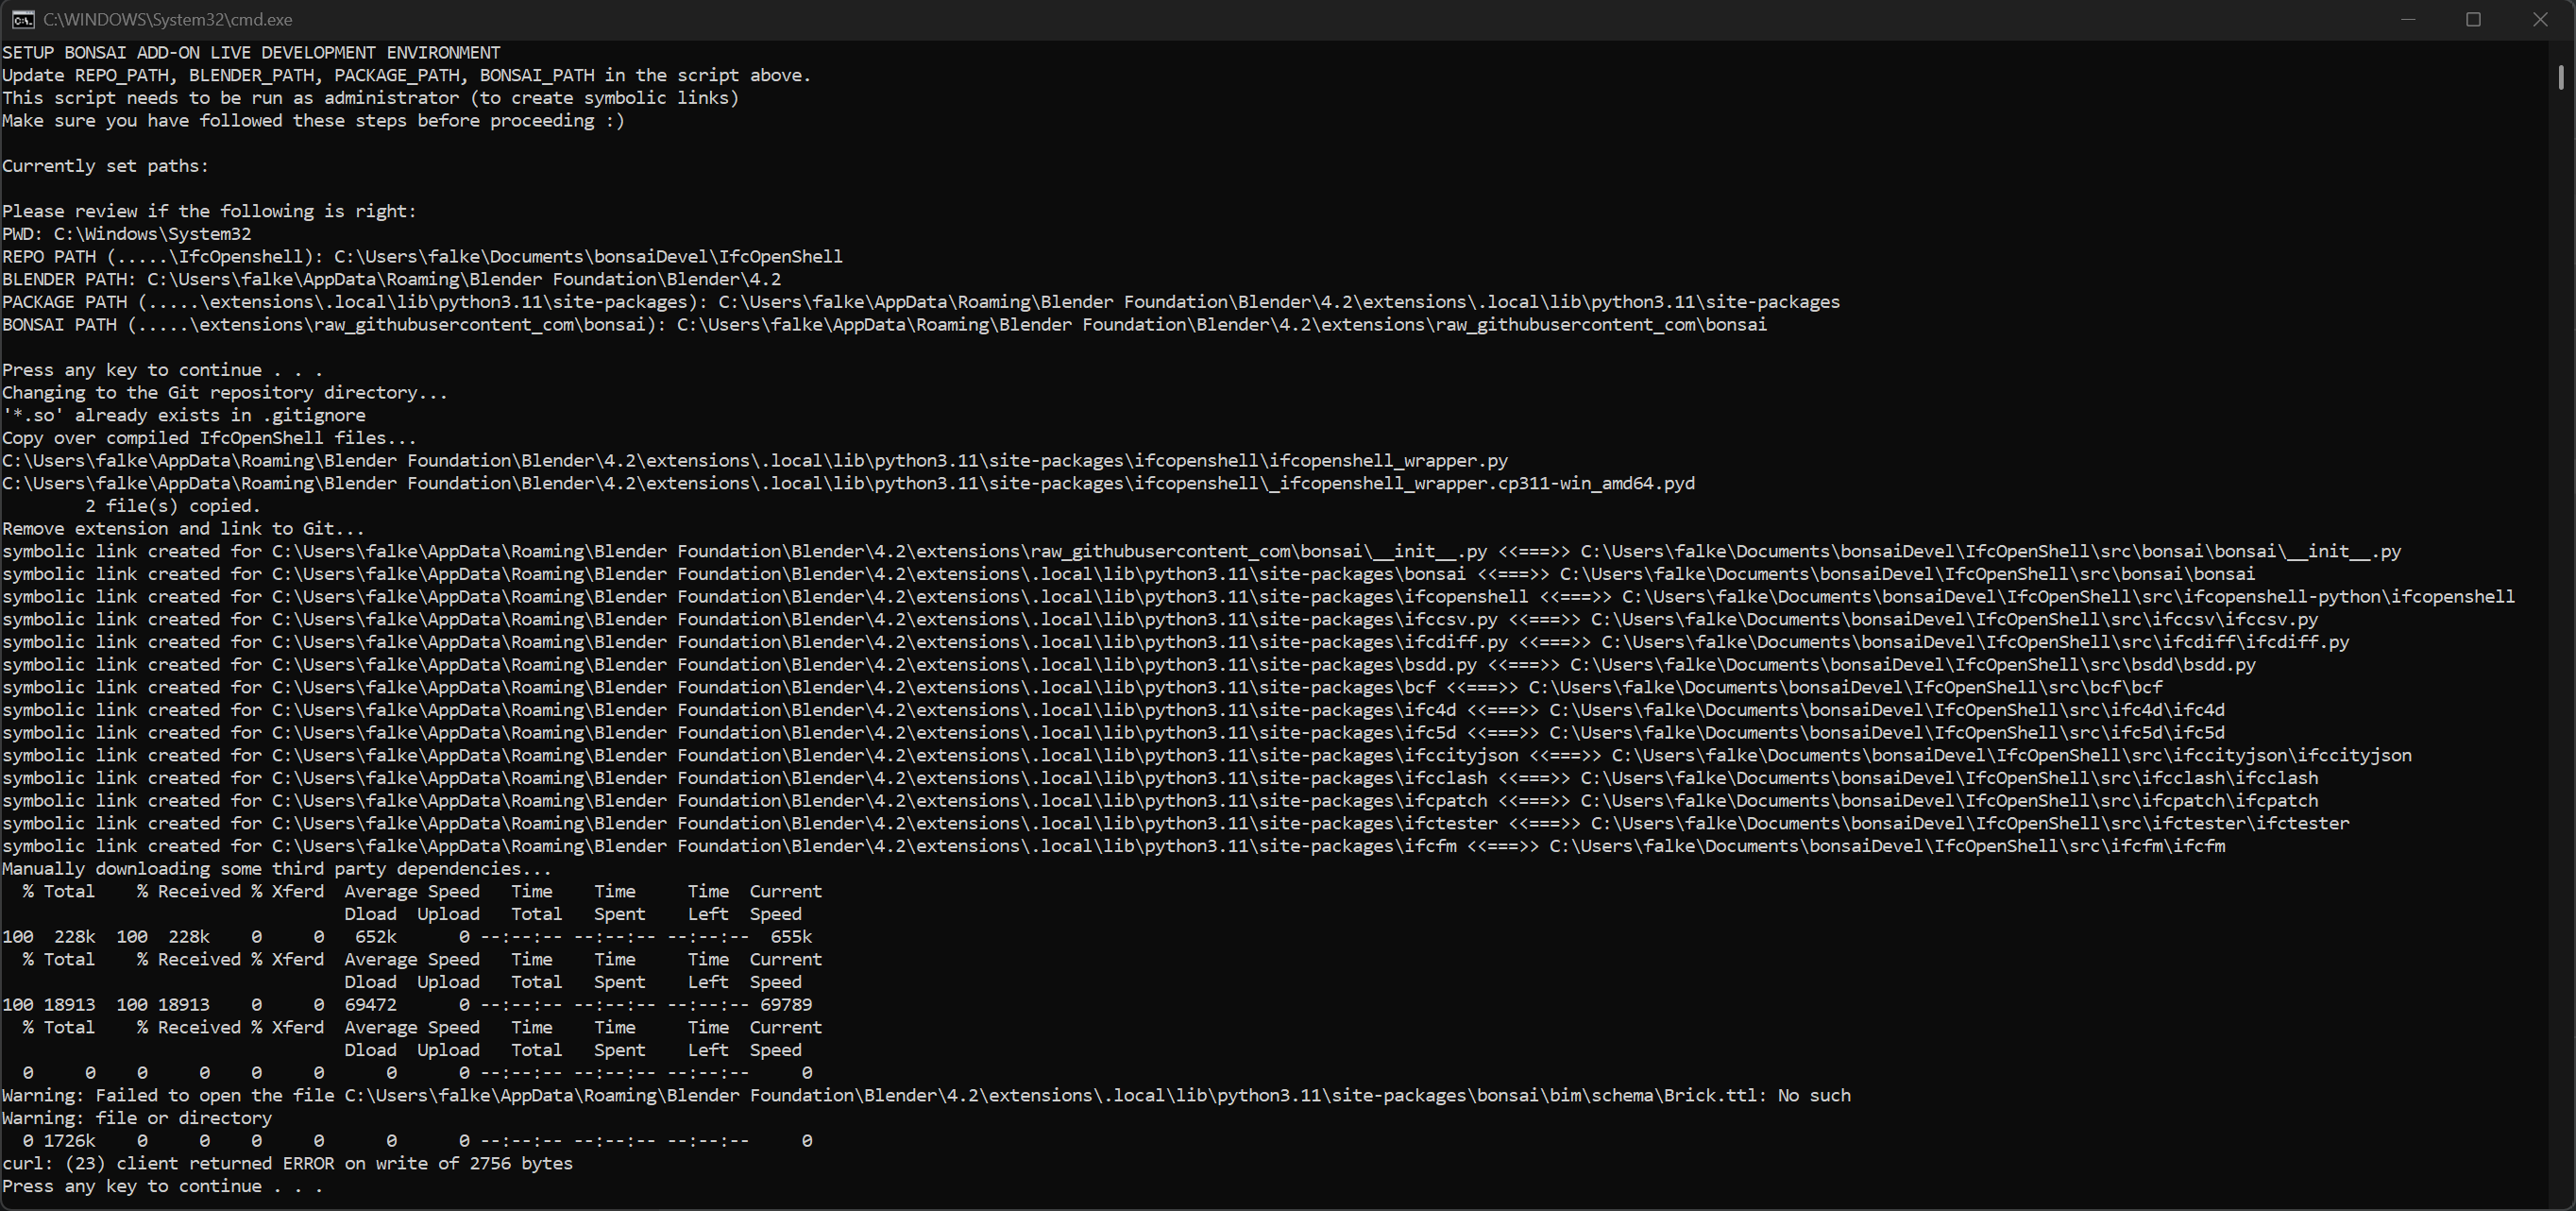 C:\WINDOWS\System32\cmd.exe
SETUP BONSAI ADD-ON LIVE DEVELOPMENT ENVIRONMENT
Update REPO_PATH, BLENDER_PATH, PACKAGE_PATH, BONSAI_PATH in the script above.
This script needs to be run as administrator (to create symbolic links)
Make sure you have followed these steps before proceeding :)
Currently set paths:
Please review if the following is right:
PWD: C:\Windows\System32
REPO PATH (.....\IfcOpenshell): C:\Users\falke\Documents\bonsaiDevel\IfcOpenShell
BLENDER PATH: C:\Users\falke\AppData\Roaming\Blender Foundation\Blender\4.2
PACKAGE PATH (.....\extensions\.local\lib\python3.11\site-packages): C:\Users\falke\AppData\Roaming\Blender Foundation\Blender\4.2\extensions\.local\lib\python3.11\site-packages
BONSAI PATH (.....\extensions\raw_githubusercontent_com\bonsai): C:\Users\falke\AppData\Roaming\Blender Foundation\Blender\4.2\extensions\raw_githubusercontent_com\bonsai
Press any key to continue . . .
Changing to the Git repository directory...
'*.so' already exists in .gitignore
Copy over compiled IfcOpenShell files...
C:\Users\falke\AppData\Roaming\Blender Foundation\Blender\4.2\extensions\.local\lib\python3.11\site-packages\ifcopenshell\ifcopenshell_wrapper.py
C:\Users\falke\AppData\Roaming\Blender Foundation\Blender\4.2\extensions\.local\lib\python3.11\site-packages\ifcopenshell\_ifcopenshell_wrapper.cp311-win_amd64.pyd
        2 file(s) copied.
Remove extension and link to Git...
symbolic link created for C:\Users\falke\AppData\Roaming\Blender Foundation\Blender\4.2\extensions\raw_githubusercontent_com\bonsai\__init__.py <<===>> C:\Users\falke\Documents\bonsaiDevel\IfcOpenShell\src\bonsai\bonsai\__init__.py
symbolic link created for C:\Users\falke\AppData\Roaming\Blender Foundation\Blender\4.2\extensions\.local\lib\python3.11\site-packages\bonsai <<===>> C:\Users\falke\Documents\bonsaiDevel\IfcOpenShell\src\bonsai\bonsai
symbolic link created for C:\Users\falke\AppData\Roaming\Blender Foundation\Blender\4.2\extensions\.local\lib\python3.11\site-packages\ifcopenshell <<===>> C:\Users\falke\Documents\bonsaiDevel\IfcOpenShell\src\ifcopenshell-python\ifcopenshell
symbolic link created for C:\Users\falke\AppData\Roaming\Blender Foundation\Blender\4.2\extensions\.local\lib\python3.11\site-packages\ifccsv.py <<===>> C:\Users\falke\Documents\bonsaiDevel\IfcOpenShell\src\ifccsv\ifccsv.py
symbolic link created for C:\Users\falke\AppData\Roaming\Blender Foundation\Blender\4.2\extensions\.local\lib\python3.11\site-packages\ifcdiff.py <<===>> C:\Users\falke\Documents\bonsaiDevel\IfcOpenShell\src\ifcdiff\ifcdiff.py
symbolic link created for C:\Users\falke\AppData\Roaming\Blender Foundation\Blender\4.2\extensions\.local\lib\python3.11\site-packages\bsdd.py <<===>> C:\Users\falke\Documents\bonsaiDevel\IfcOpenShell\src\bsdd\bsdd.py
symbolic link created for C:\Users\falke\AppData\Roaming\Blender Foundation\Blender\4.2\extensions\.local\lib\python3.11\site-packages\bcf <<===>> C:\Users\falke\Documents\bonsaiDevel\IfcOpenShell\src\bcf\bcf
symbolic link created for C:\Users\falke\AppData\Roaming\Blender Foundation\Blender\4.2\extensions\.local\lib\python3.11\site-packages\ifc4d <<===>> C:\Users\falke\Documents\bonsaiDevel\IfcOpenShell\src\ifc4d\ifc4d
symbolic link created for C:\Users\falke\AppData\Roaming\Blender Foundation\Blender\4.2\extensions\.local\lib\python3.11\site-packages\ifc5d <<===>> C:\Users\falke\Documents\bonsaiDevel\IfcOpenShell\src\ifc5d\ifc5d
symbolic link created for C:\Users\falke\AppData\Roaming\Blender Foundation\Blender\4.2\extensions\.local\lib\python3.11\site-packages\ifccityjson <<===>> C:\Users\falke\Documents\bonsaiDevel\IfcOpenShell\src\ifccityjson\ifccityjson
symbolic link created for C:\Users\falke\AppData\Roaming\Blender Foundation\Blender\4.2\extensions\.local\lib\python3.11\site-packages\ifcclash <<===>> C:\Users\falke\Documents\bonsaiDevel\IfcOpenShell\src\ifcclash\ifcclash
symbolic link created for C:\Users\falke\AppData\Roaming\Blender Foundation\Blender\4.2\extensions\.local\lib\python3.11\site-packages\ifcpatch <<===>> C:\Users\falke\Documents\bonsaiDevel\IfcOpenShell\src\ifcpatch\ifcpatch
symbolic link created for C:\Users\falke\AppData\Roaming\Blender Foundation\Blender\4.2\extensions\.local\lib\python3.11\site-packages\ifctester <<===>> C:\Users\falke\Documents\bonsaiDevel\IfcOpenShell\src\ifctester\ifctester
symbolic link created for C:\Users\falke\AppData\Roaming\Blender Foundation\Blender\4.2\extensions\.local\lib\python3.11\site-packages\ifcfm <<===>> C:\Users\falke\Documents\bonsaiDevel\IfcOpenShell\src\ifcfm\ifcfm
Manually downloading some third party dependencies...
  % Total    % Received % Xferd  Average Speed   Time    Time     Time  Current
                                 Dload  Upload   Total   Spent    Left  Speed
100  228k  100  228k    0     0   652k      0 --:--:-- --:--:-- --:--:--  655k
  % Total    % Received % Xferd  Average Speed   Time    Time     Time  Current
                                 Dload  Upload   Total   Spent    Left  Speed
100 18913  100 18913    0     0  69472      0 --:--:-- --:--:-- --:--:-- 69789
  % Total    % Received % Xferd  Average Speed   Time    Time     Time  Current
                                 Dload  Upload   Total   Spent    Left  Speed
  0     0    0     0    0     0      0      0 --:--:-- --:--:-- --:--:--     0
Warning: Failed to open the file C:\Users\falke\AppData\Roaming\Blender Foundation\Blender\4.2\extensions\.local\lib\python3.11\site-packages\bonsai\bim\schema\Brick.ttl: No such
Warning: file or directory
  0 1726k    0     0    0     0      0      0 --:--:-- --:--:-- --:--:--     0
curl: (23) client returned ERROR on write of 2756 bytes
Press any key to continue . . .